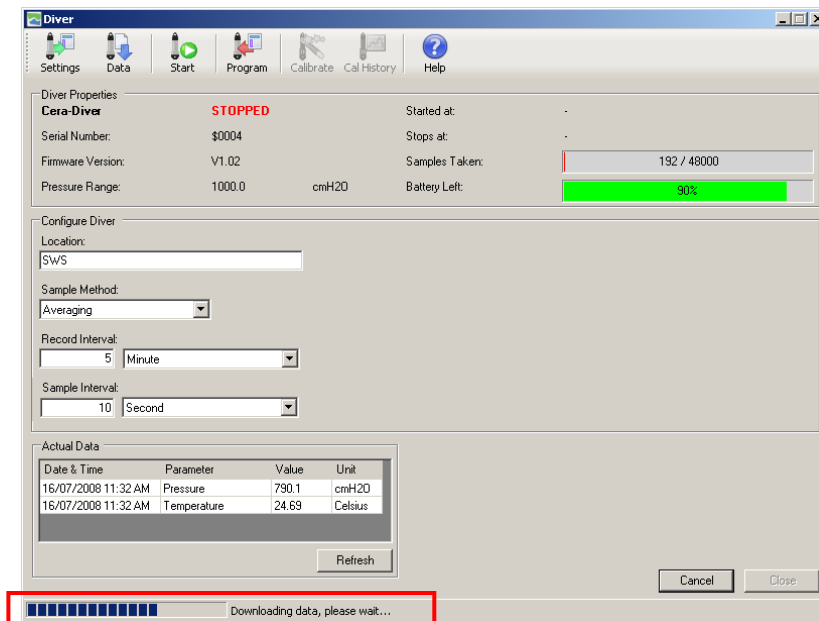 Diver
Settings Data Start Program Calibrate Cal History Help
Diver Properties
Cera-Diver STOPPED Started at: -
Serial Number: $0004 Stops at: -
Firmware Version: V1.02 Samples Taken: 192 / 48000
Pressure Range: 1000.0 cmH2O Battery Left: 90%
Configure Diver
Location:
SWS
Sample Method:
Averaging
Record Interval:
5 Minute
Sample Interval:
10 Second
Actual Data
Date & Time Parameter Value Unit
16/07/2008 11:32 AM Pressure 790.1 cmH2O
16/07/2008 11:32 AM Temperature 24.69 Celsius
Refresh
Cancel Close
Downloading data, please wait...